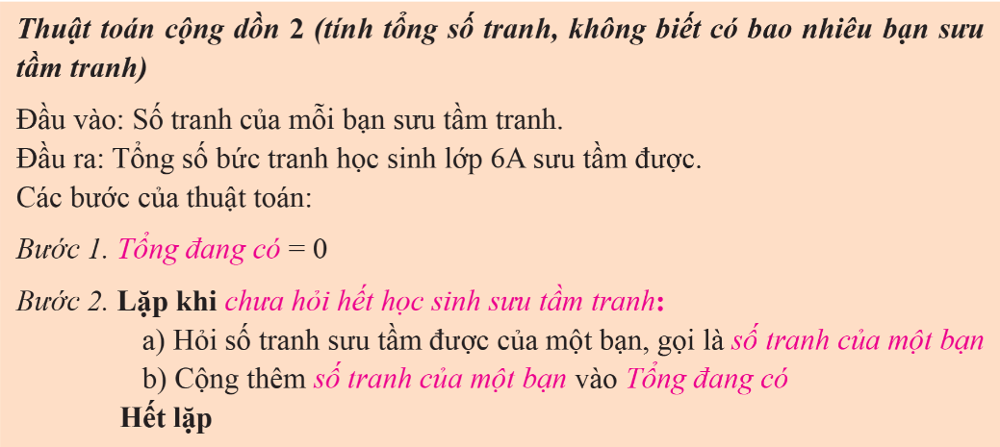 Thuật toán cộng dồn 2 (tính tổng số tranh, không biết có bao nhiêu bạn sưu
tầm tranh)
Đầu vào: Số tranh của mỗi bạn sưu tầm tranh.
Đầu ra: Tổng số bức tranh học sinh lớp 6A sưu tầm được.
Các bước của thuật toán:
Bước 1. Tổng đang có = 0
Bước 2. Lặp khi chưa hỏi hết học sinh sưu tầm tranh:
a) Hỏi số tranh sưu tầm được của một bạn, gọi là số tranh của một bạn
b) Cộng thêm số tranh của một bạn vào Tổng đang có
Hết lặp